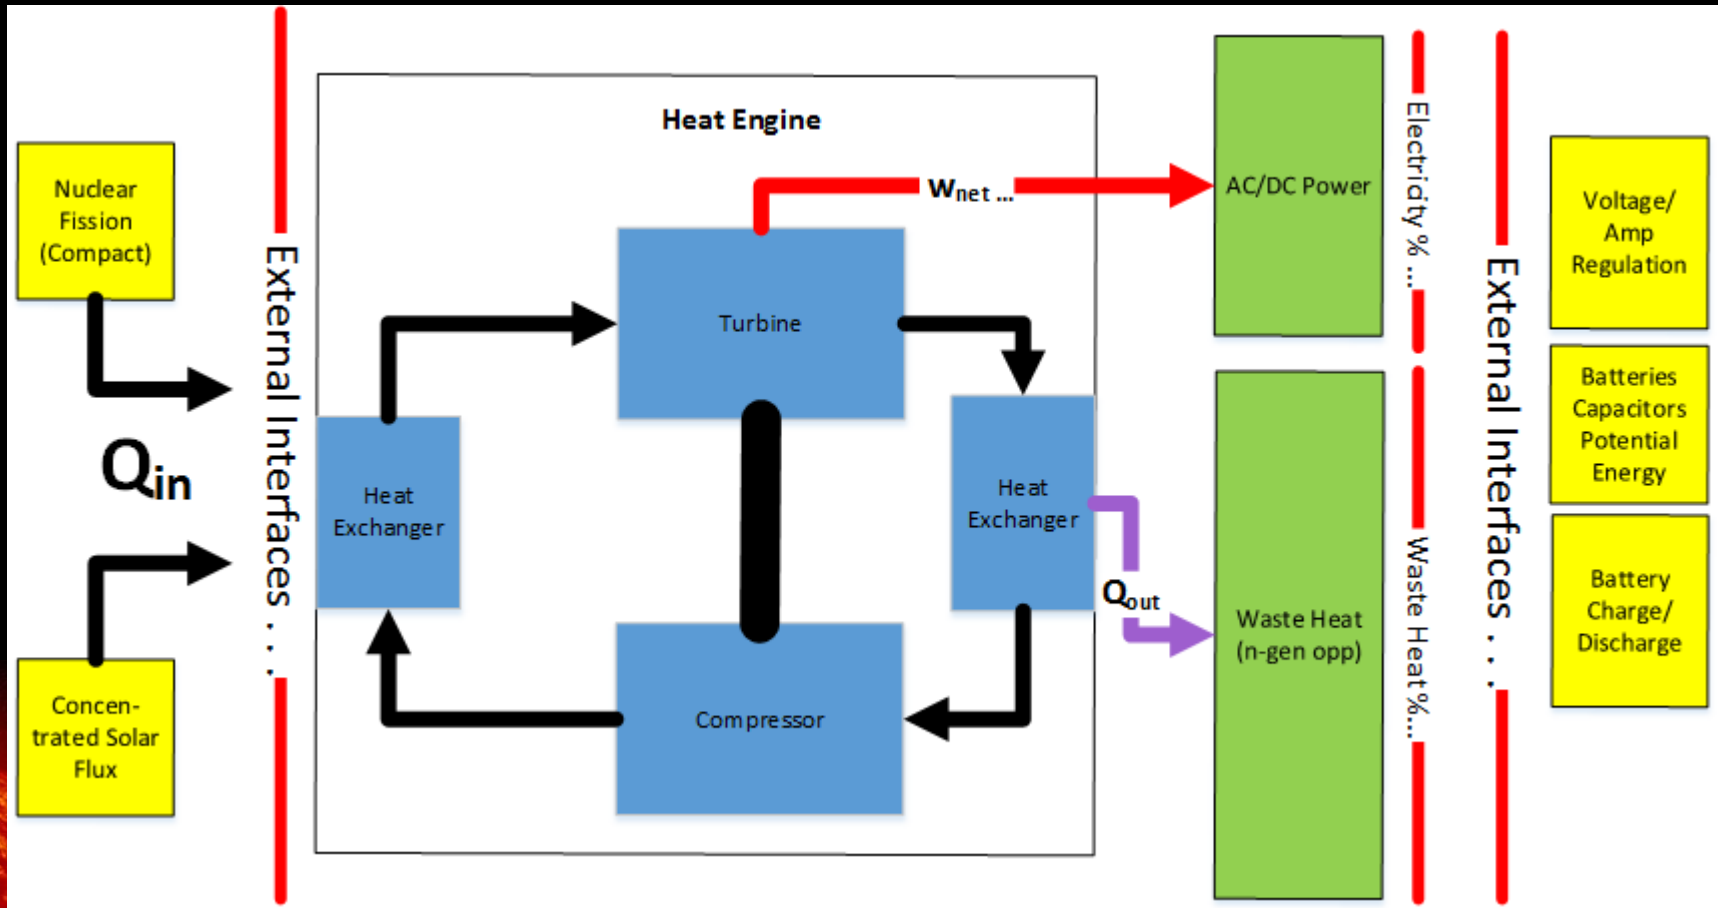 Nuclear
Fission
(Compact)
Qin
Concen-
trated Solar
Flux
External Interfaces . . .
Heat Engine
Wnet ...
Turbine
Heat
Exchanger
Heat
Exchanger
Compressor
Qout
AC/DC Power
Waste Heat
(n-gen opp)
Electricity % ...
Waste Heat%...
External Interfaces . . .
Voltage/
Amp
Regulation
Batteries
Capacitors
Potential
Energy
Battery
Charge/
Discharge